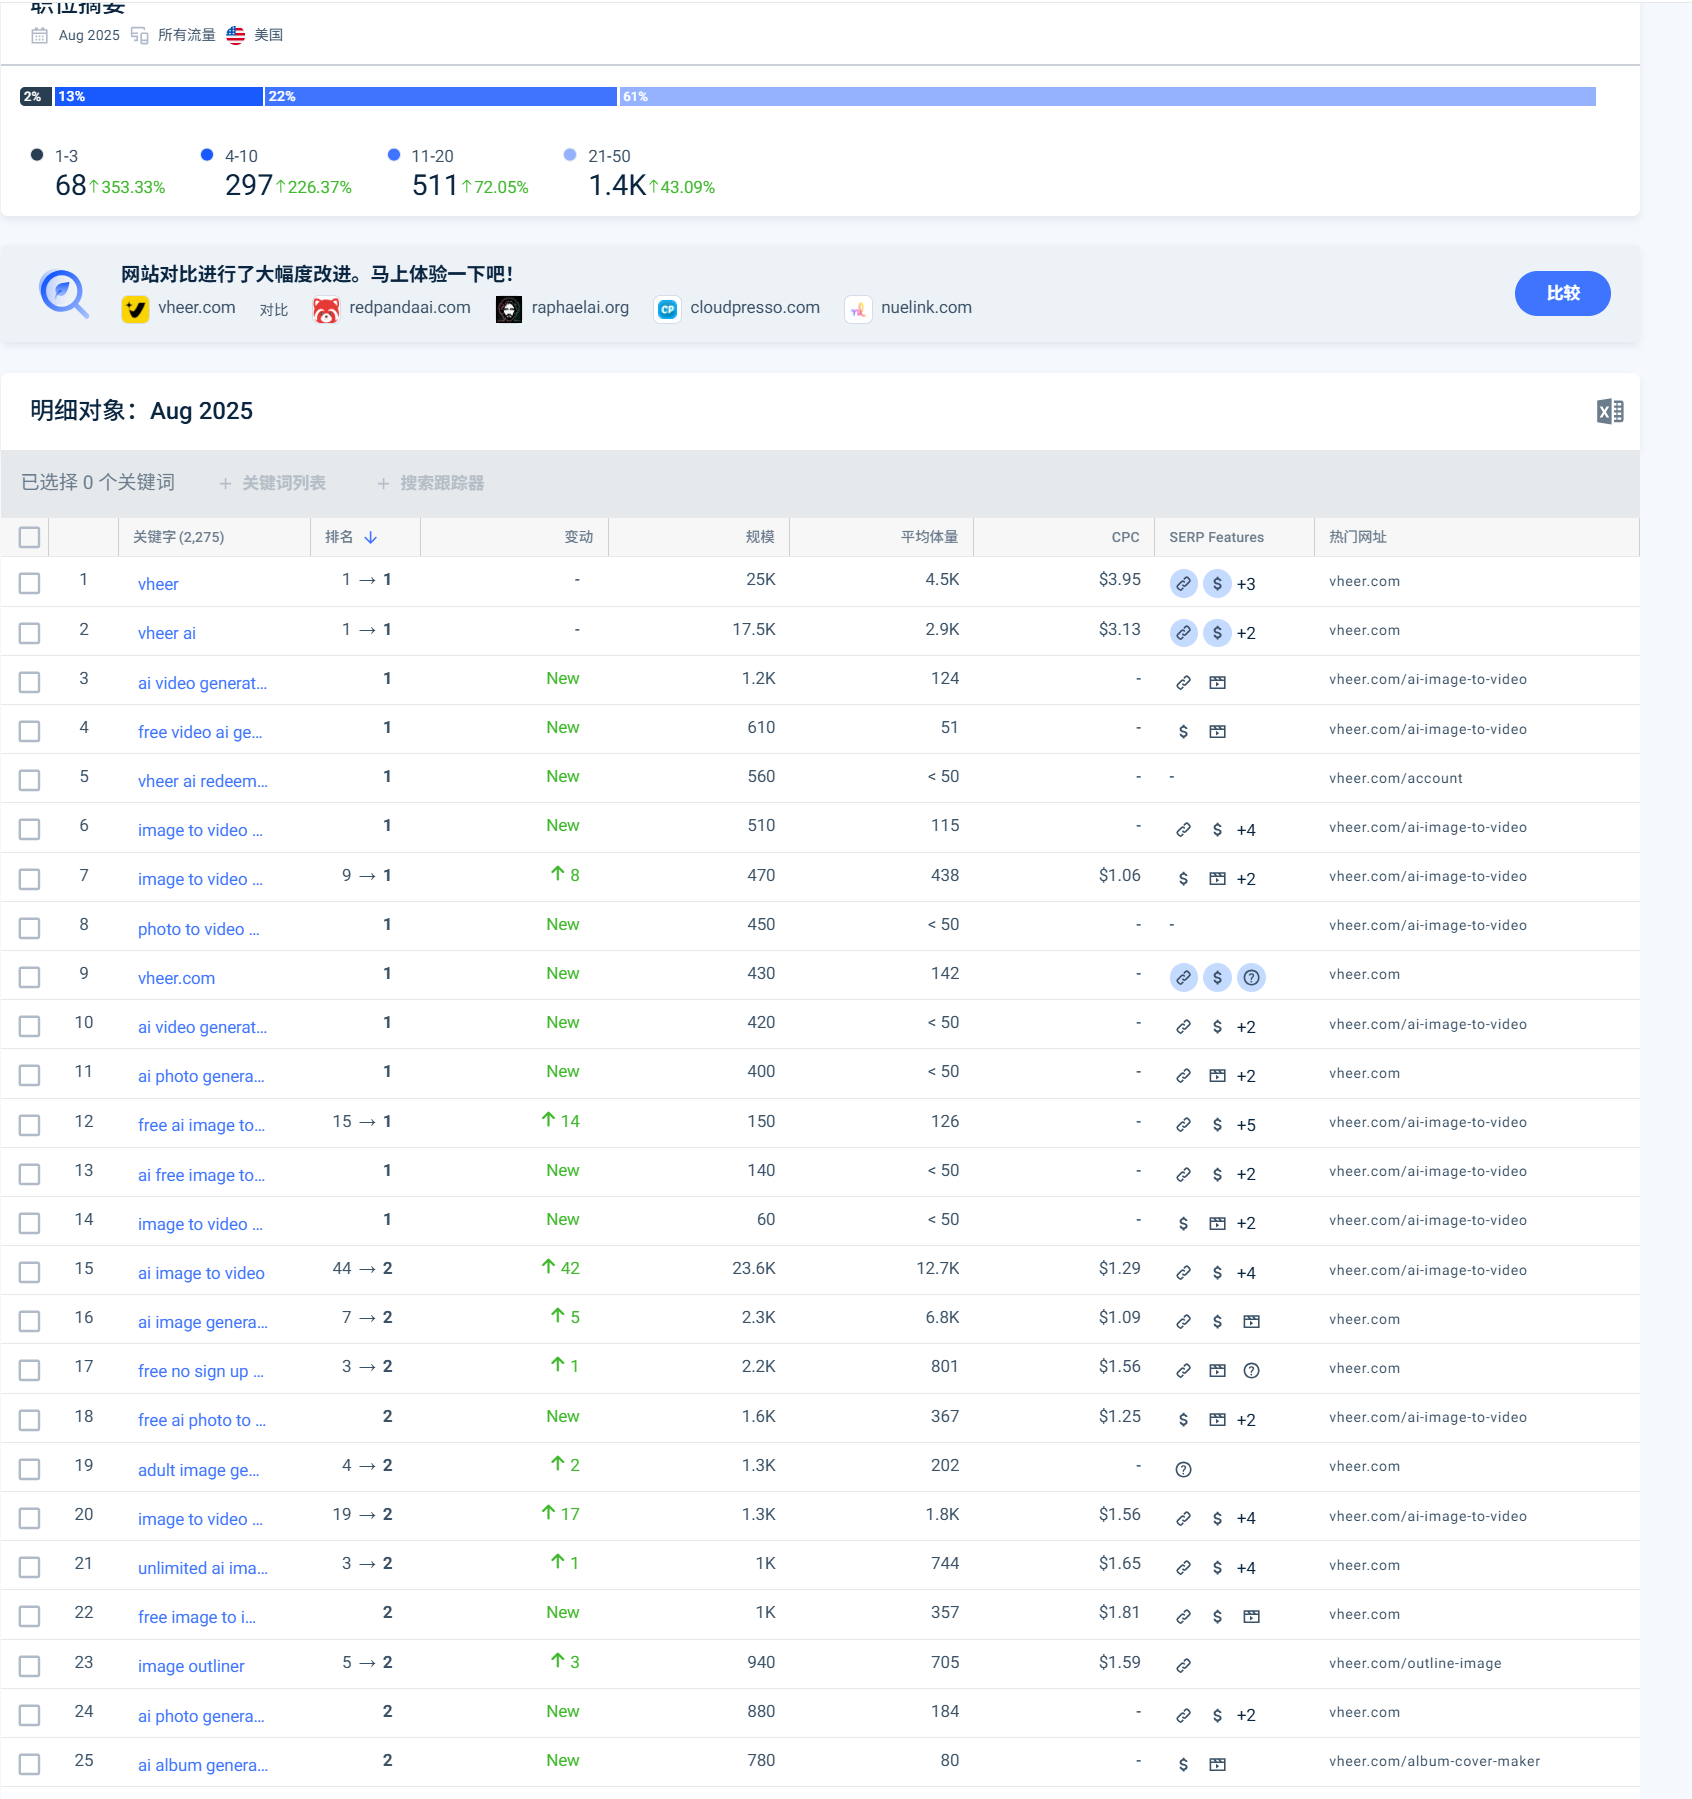 职位摘要
Aug 2025 所有流量 美国
2% 13% 22% 61%
1-3 4-10 11-20 21-50
68 ↑353.33% 297 ↑226.37% 511 ↑72.05% 1.4K ↑43.09%
网站对比进行了大幅度改进。马上体验一下吧！
vheer.com 对比 redpandaai.com raphaelai.org cloudpresso.com nuelink.com
比较
明细对象：Aug 2025
已选择 0 个关键词 + 关键词列表 + 搜索跟踪器
关键字 (2,275) 排名 ↓ 变动 规模 平均体量 CPC SERP Features 热门网址
1 vheer 1 → 1 - 25K 4.5K $3.95 $ +3 vheer.com
2 vheer ai 1 → 1 - 17.5K 2.9K $3.13 $ +2 vheer.com
3 ai video generat... 1 New 1.2K 124 - vheer.com/ai-image-to-video
4 free video ai ge... 1 New 610 51 - $ vheer.com/ai-image-to-video
5 vheer ai redeem... 1 New 560 < 50 - - vheer.com/account
6 image to video ... 1 New 510 115 - $ +4 vheer.com/ai-image-to-video
7 image to video ... 9 → 1 ↑ 8 470 438 $1.06 $ +2 vheer.com/ai-image-to-video
8 photo to video ... 1 New 450 < 50 - - vheer.com/ai-image-to-video
9 vheer.com 1 New 430 142 - $ ? vheer.com
10 ai video generat... 1 New 420 < 50 - $ +2 vheer.com/ai-image-to-video
11 ai photo genera... 1 New 400 < 50 - +2 vheer.com
12 free ai image to... 15 → 1 ↑ 14 150 126 - $ +5 vheer.com/ai-image-to-video
13 ai free image to... 1 New 140 < 50 - $ +2 vheer.com/ai-image-to-video
14 image to video ... 1 New 60 < 50 - $ +2 vheer.com/ai-image-to-video
15 ai image to video 44 → 2 ↑ 42 23.6K 12.7K $1.29 $ +4 vheer.com/ai-image-to-video
16 ai image genera... 7 → 2 ↑ 5 2.3K 6.8K $1.09 $ vheer.com
17 free no sign up ... 3 → 2 ↑ 1 2.2K 801 $1.56 ? vheer.com
18 free ai photo to ... 2 New 1.6K 367 $1.25 $ +2 vheer.com/ai-image-to-video
19 adult image ge... 4 → 2 ↑ 2 1.3K 202 - ? vheer.com
20 image to video ... 19 → 2 ↑ 17 1.3K 1.8K $1.56 $ +4 vheer.com/ai-image-to-video
21 unlimited ai ima... 3 → 2 ↑ 1 1K 744 $1.65 $ +4 vheer.com
22 free image to i... 2 New 1K 357 $1.81 $ vheer.com
23 image outliner 5 → 2 ↑ 3 940 705 $1.59 vheer.com/outline-image
24 ai photo genera... 2 New 880 184 - $ +2 vheer.com
25 ai album genera... 2 New 780 80 - $ vheer.com/album-cover-maker